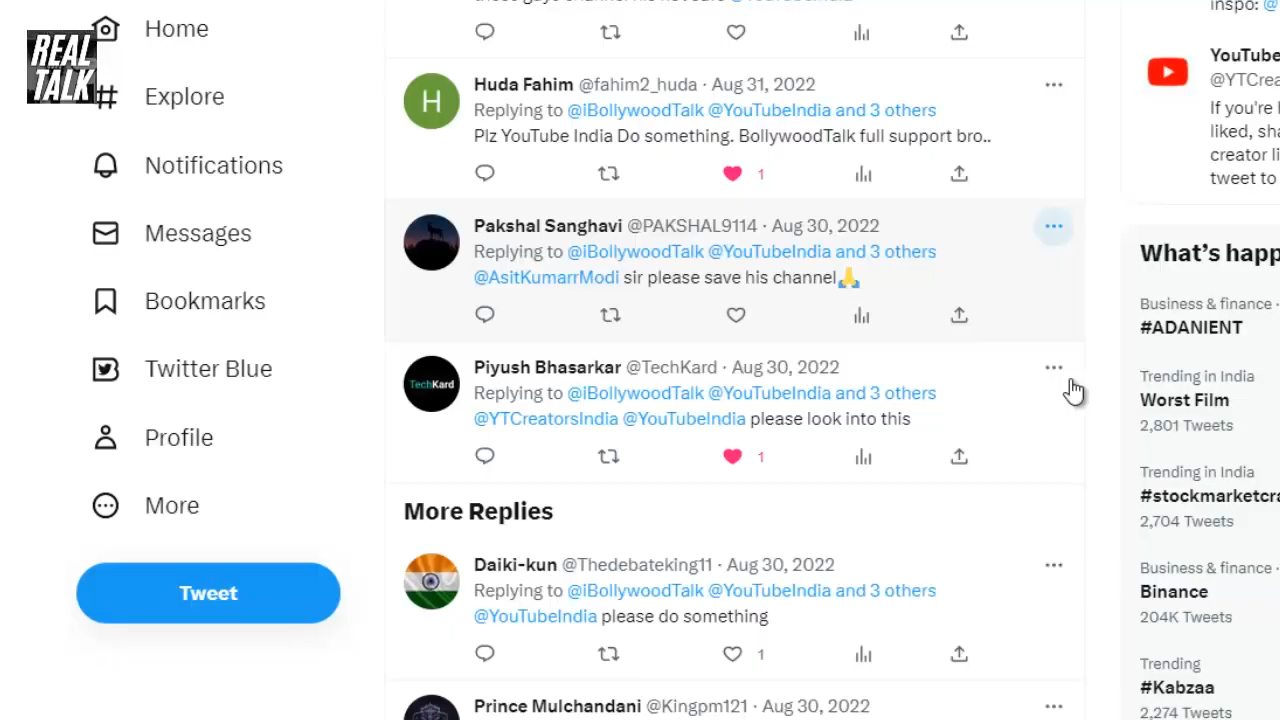 REAL
TALK
Home
Explore
Notifications
Messages
Bookmarks
Twitter Blue
Profile
More
Tweet
Huda Fahim @fahim2_huda · Aug 31, 2022
Replying to @iBollywoodTalk @YouTubeIndia and 3 others
Plz YouTube India Do something. BollywoodTalk full support bro..
1
Pakshal Sanghavi @PAKSHAL9114 · Aug 30, 2022
Replying to @iBollywoodTalk @YouTubeIndia and 3 others
@AsitKumarrModi sir please save his channel🙏
TechKard
Piyush Bhasarkar @TechKard · Aug 30, 2022
Replying to @iBollywoodTalk @YouTubeIndia and 3 others
@YTCreatorsIndia @YouTubeIndia please look into this
1
More Replies
Daiki-kun @Thedebateking11 · Aug 30, 2022
Replying to @iBollywoodTalk @YouTubeIndia and 3 others
@YouTubeIndia please do something
1
Prince Mulchandani @Kingpm121 · Aug 30, 2022
inspo: @
YouTube
@YTCrea
If you're
liked, sha
creator li
tweet to
What's happ
Business & finance ·
#ADANIENT
Trending in India
Worst Film
2,801 Tweets
Trending in India
#stockmarketcra
2,704 Tweets
Business & finance ·
Binance
204K Tweets
Trending
#Kabzaa
2,274 Tweets